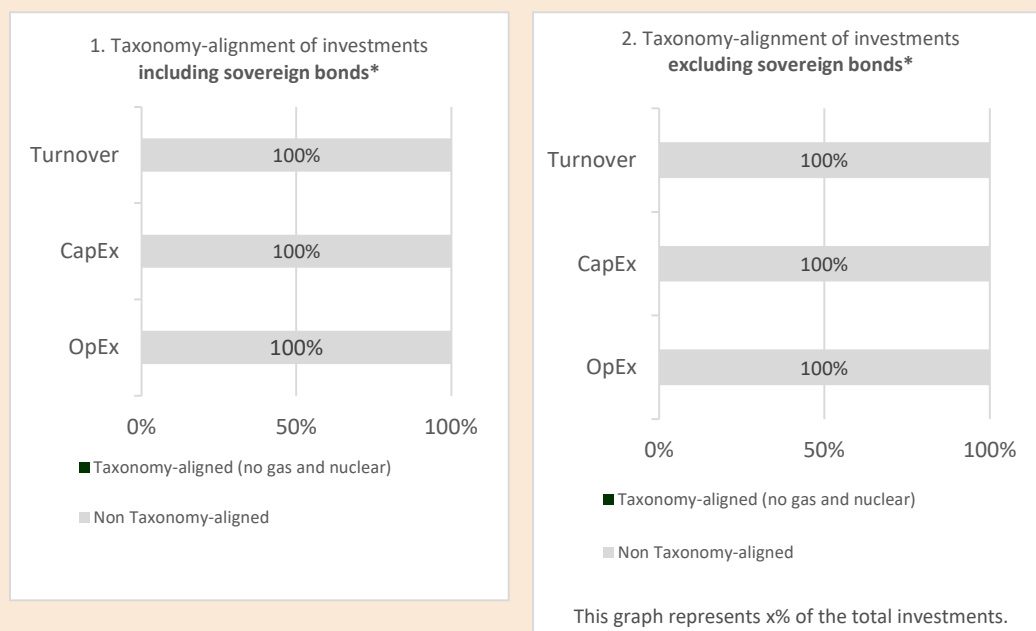 1. Taxonomy-alignment of investments
including sovereign bonds*
Turnover
100%
CapEx
100%
OpEx
100%
0%
50%
100%
Taxonomy-aligned (no gas and nuclear)
Non Taxonomy-aligned
2. Taxonomy-alignment of investments
excluding sovereign bonds*
Turnover
100%
CapEx
100%
OpEx
100%
0%
50%
100%
Taxonomy-aligned (no gas and nuclear)
Non Taxonomy-aligned
This graph represents x% of the total investments.